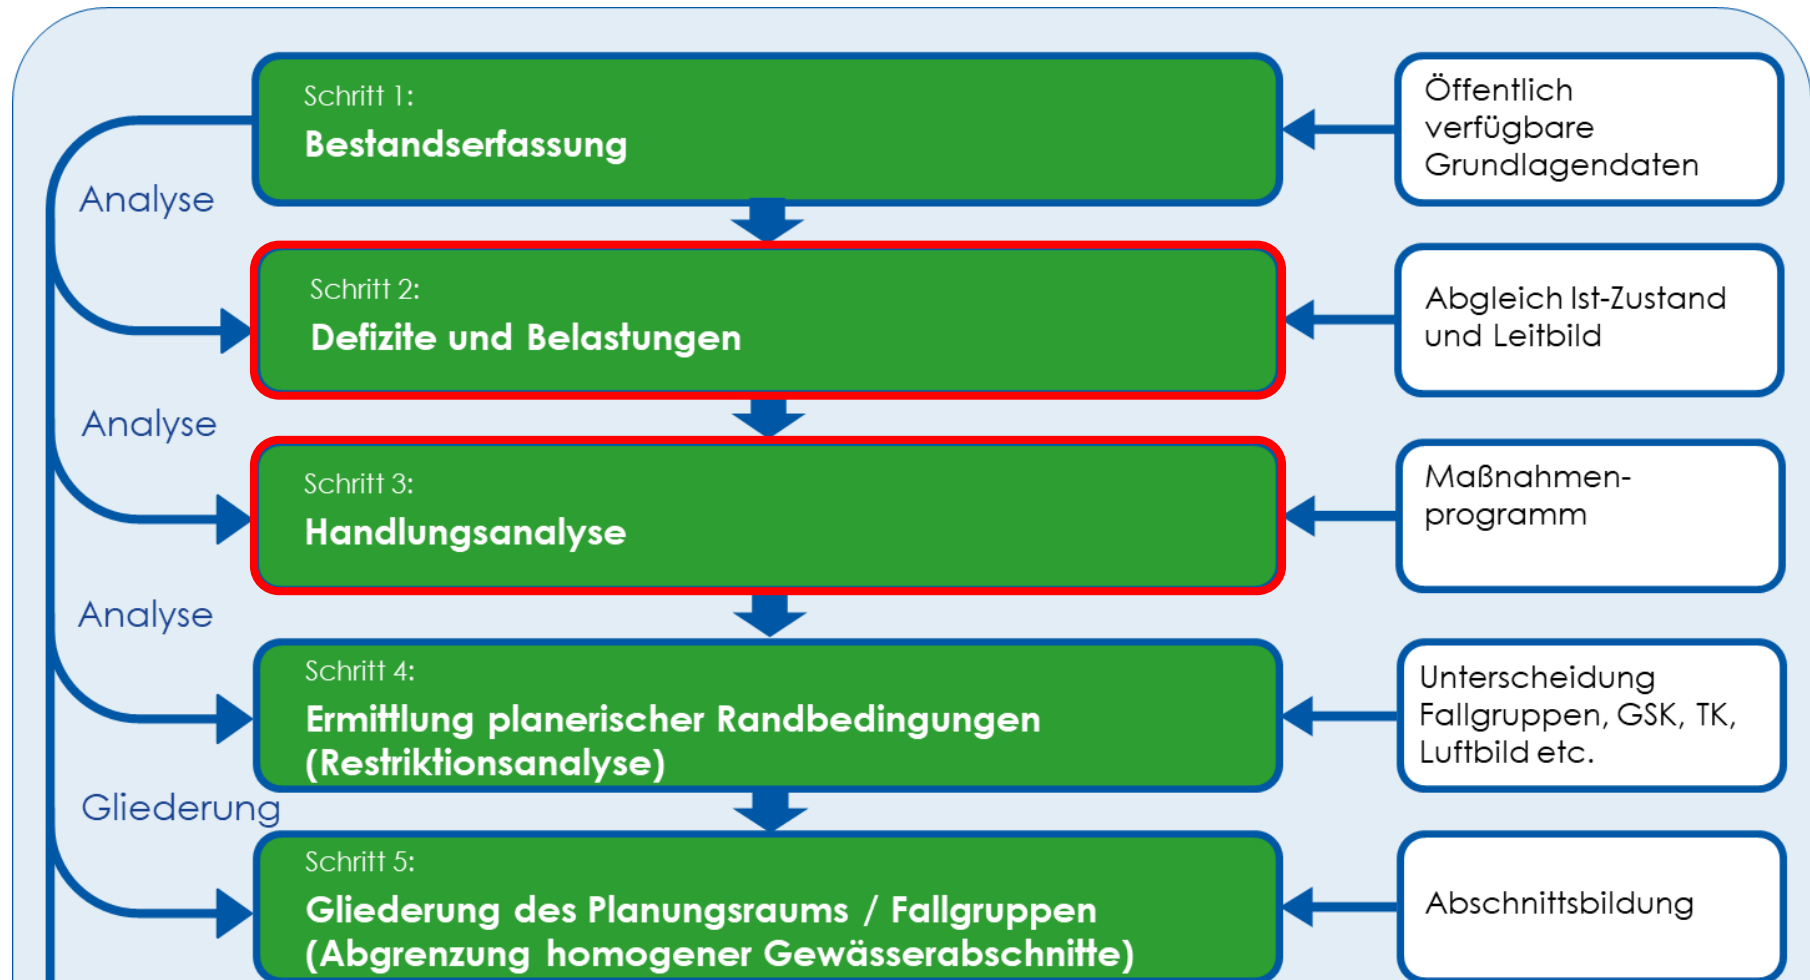 Schritt 1:
Bestandserfassung
Öffentlich
verfügbare
Grundlagendaten
Analyse
Schritt 2:
Defizite und Belastungen
Abgleich Ist-Zustand
und Leitbild
Analyse
Schritt 3:
Handlungsanalyse
Maßnahmen-
programm
Analyse
Schritt 4:
Ermittlung planerischer Randbedingungen
(Restriktionsanalyse)
Unterscheidung
Fallgruppen, GSK, TK,
Luftbild etc.
Gliederung
Schritt 5:
Gliederung des Planungsraums / Fallgruppen
(Abgrenzung homogener Gewässerabschnitte)
Abschnittsbildung